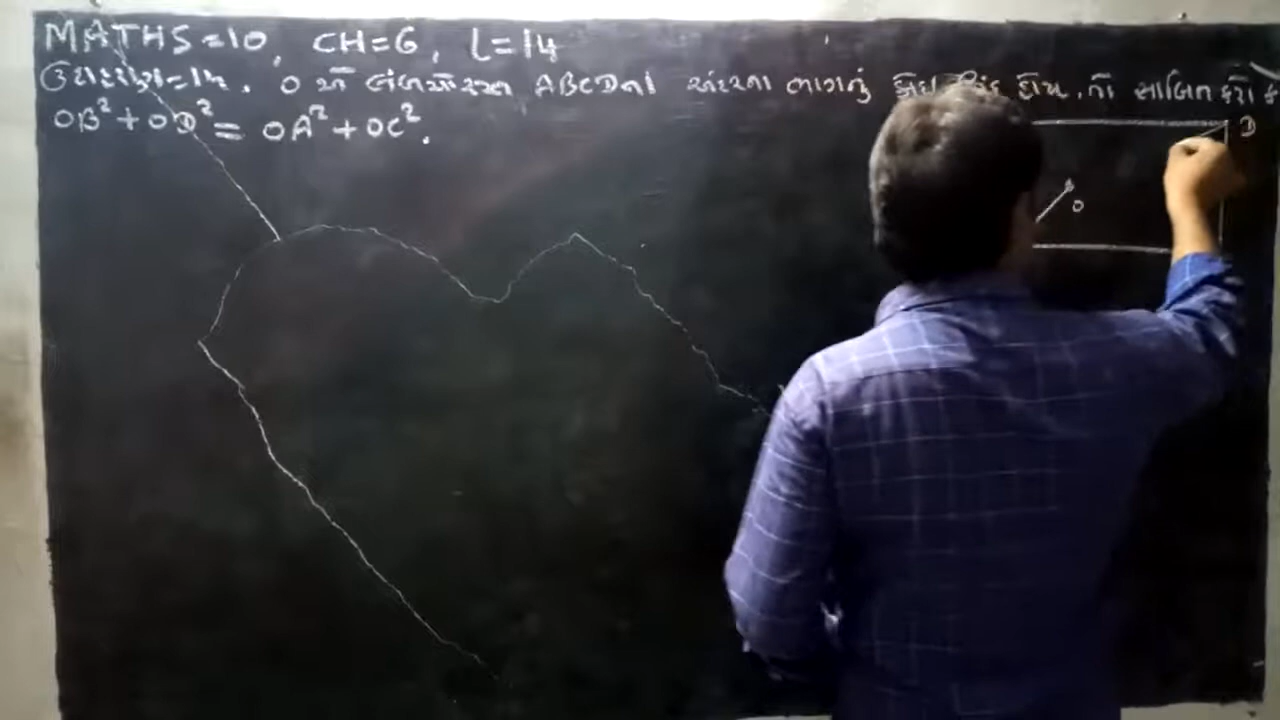 MATHS=10, CH=6, L=14
ઉદાહરણ=14. O એ લંબચોરસ ABCDના અંદરના ભાગનું કોઇ બિંદુ હોય, તો સાબિત કરો કે
OB²+OD² = OA²+OC².
D
O